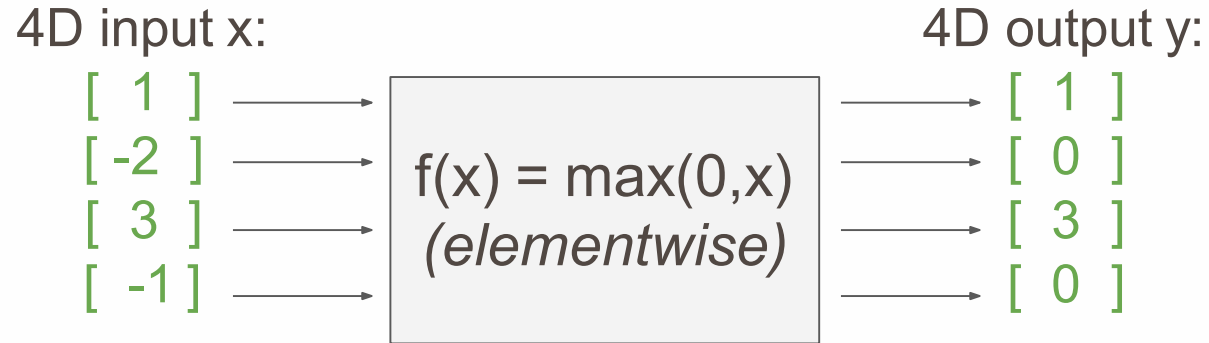 4D input x:
4D output y:
[ 1 ]
[ -2 ]
[ 3 ]
[ -1 ]
f(x) = max(0,x)
(elementwise)
[ 1 ]
[ 0 ]
[ 3 ]
[ 0 ]